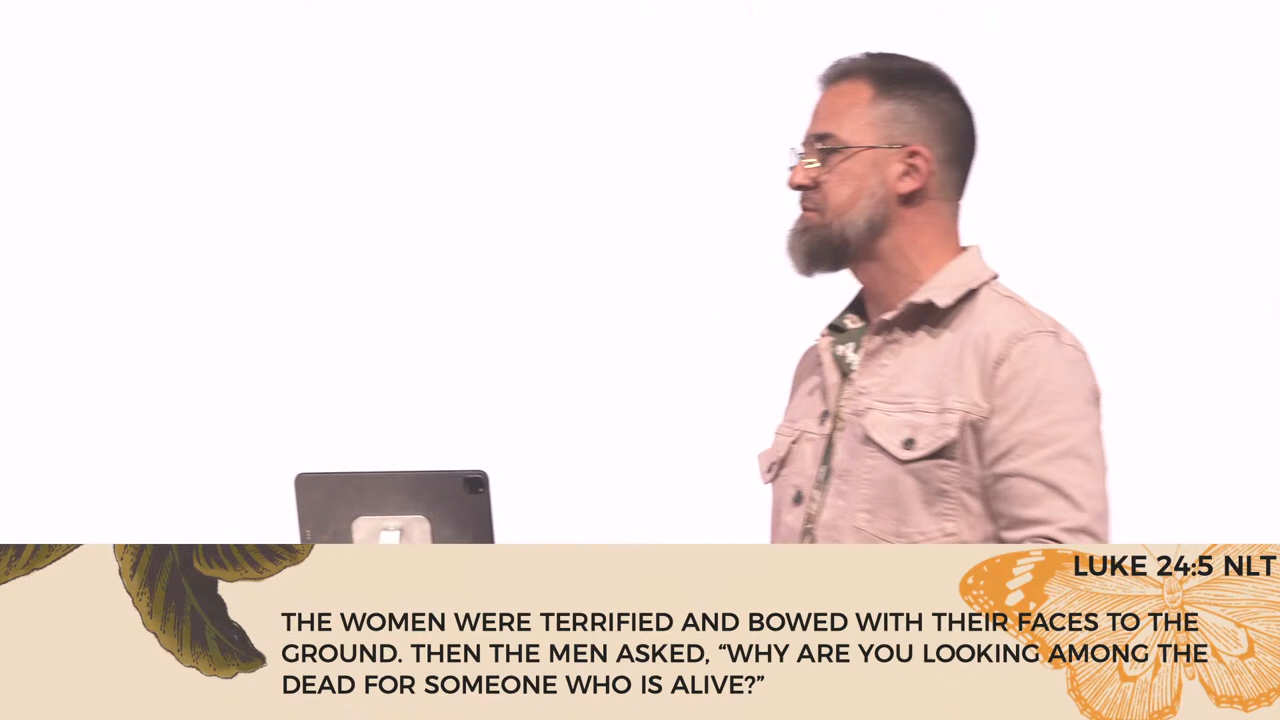 LUKE 24:5 NLT
THE WOMEN WERE TERRIFIED AND BOWED WITH THEIR FACES TO THE
GROUND. THEN THE MEN ASKED, “WHY ARE YOU LOOKING AMONG THE
DEAD FOR SOMEONE WHO IS ALIVE?”